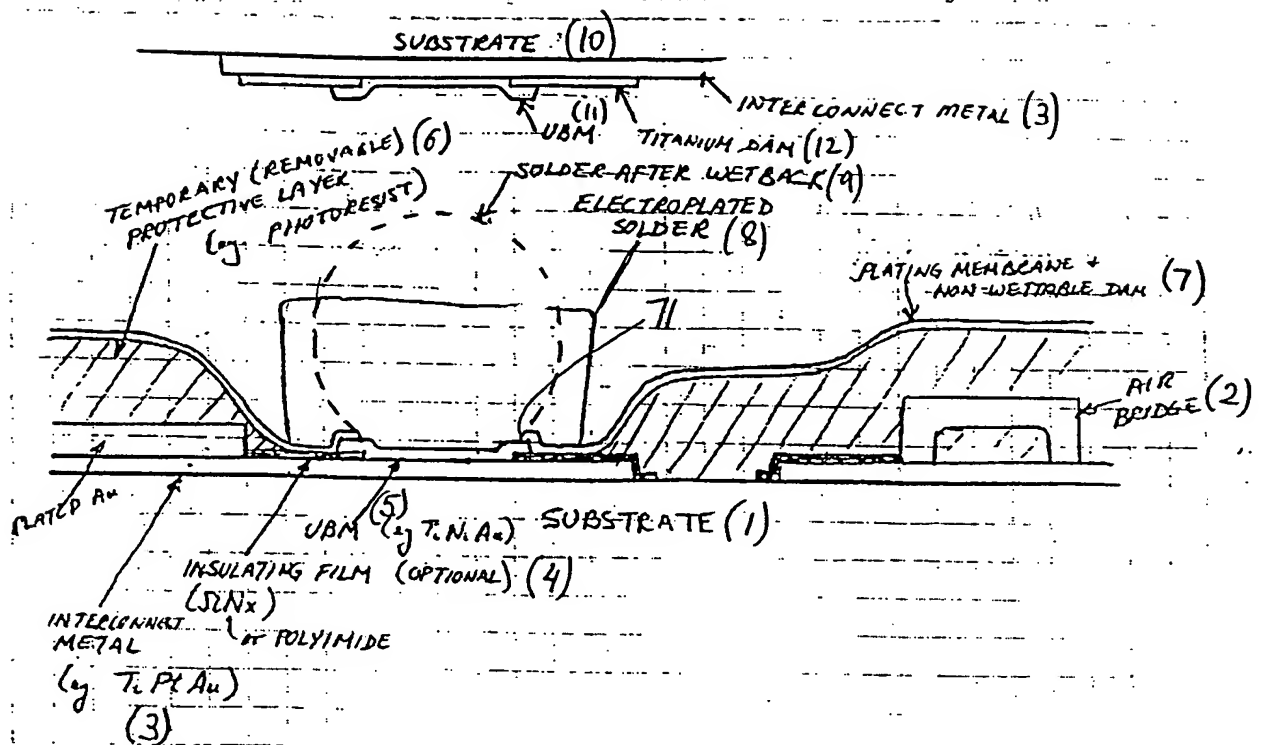 SUBSTRATE (10)
INTERCONNECT METAL (3)
(11)
UBM
TITANIUM DAM (12)
TEMPORARY (REMOVABLE) (6)
PROTECTIVE LAYER
(eg. PHOTORESIST)
SOLDER AFTER WETBACK (9)
ELECTROPLATED
SOLDER (8)
71
PLATING MEMBRANE +
NON-WETTABLE DAM (7)
AIR
BRIDGE (2)
PLATED Au
UBM (5) (eg Ti Ni Au)
SUBSTRATE (1)
INSULATING FILM (OPTIONAL) (4)
(SiNx)
or POLYIMIDE
INTERCONNECT
METAL
(eg Ti Pt Au)
(3)